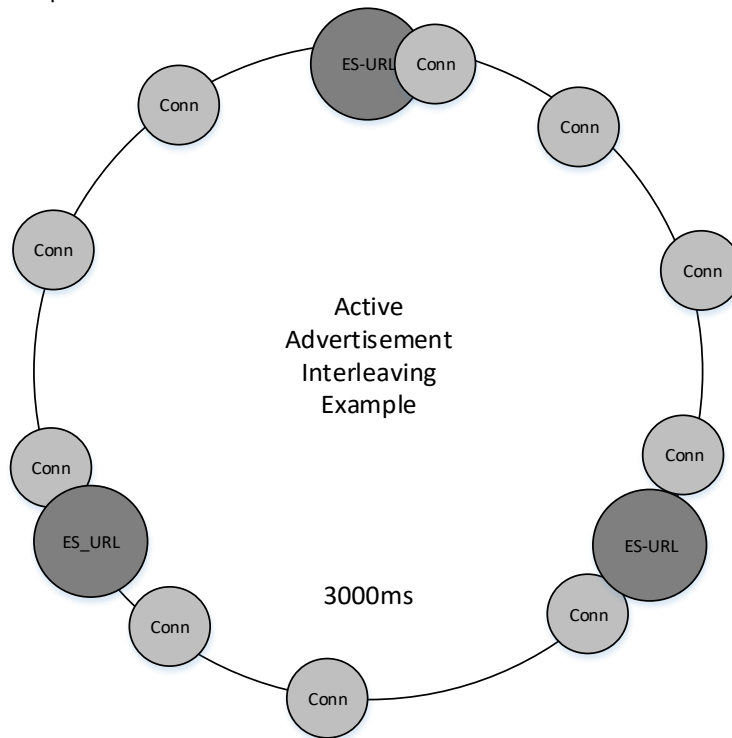 ES-URL
Conn
Conn
Conn
Conn
Conn
Active
Advertisement
Interleaving
Example
Conn
Conn
ES_URL
ES-URL
3000ms
Conn
Conn
Conn